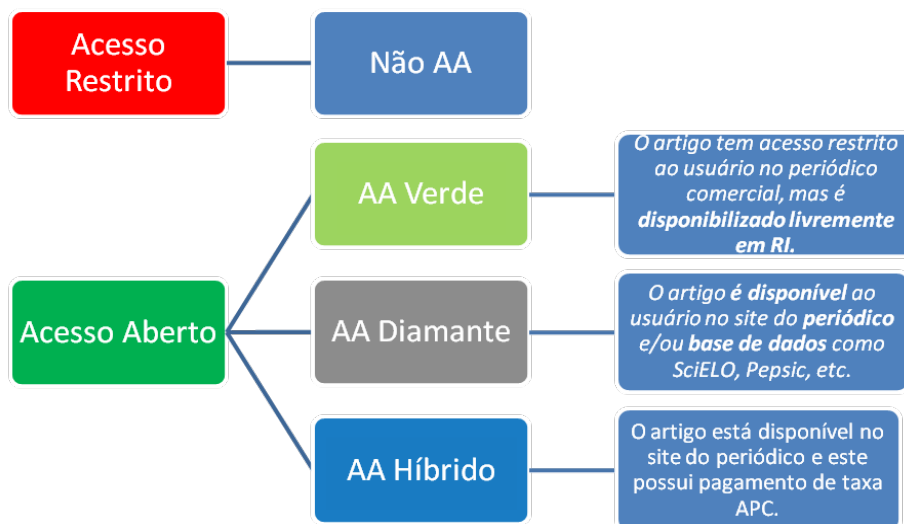 Acesso
Restrito
Não AA
AA Verde
O artigo tem acesso restrito
ao usuário no periódico
comercial, mas é
disponibilizado livremente
em RI.
Acesso Aberto
AA Diamante
O artigo é disponível ao
usuário no site do periódico
e/ou base de dados como
SciELO, Pepsic, etc.
AA Híbrido
O artigo está disponível no
site do periódico e este
possui pagamento de taxa
APC.